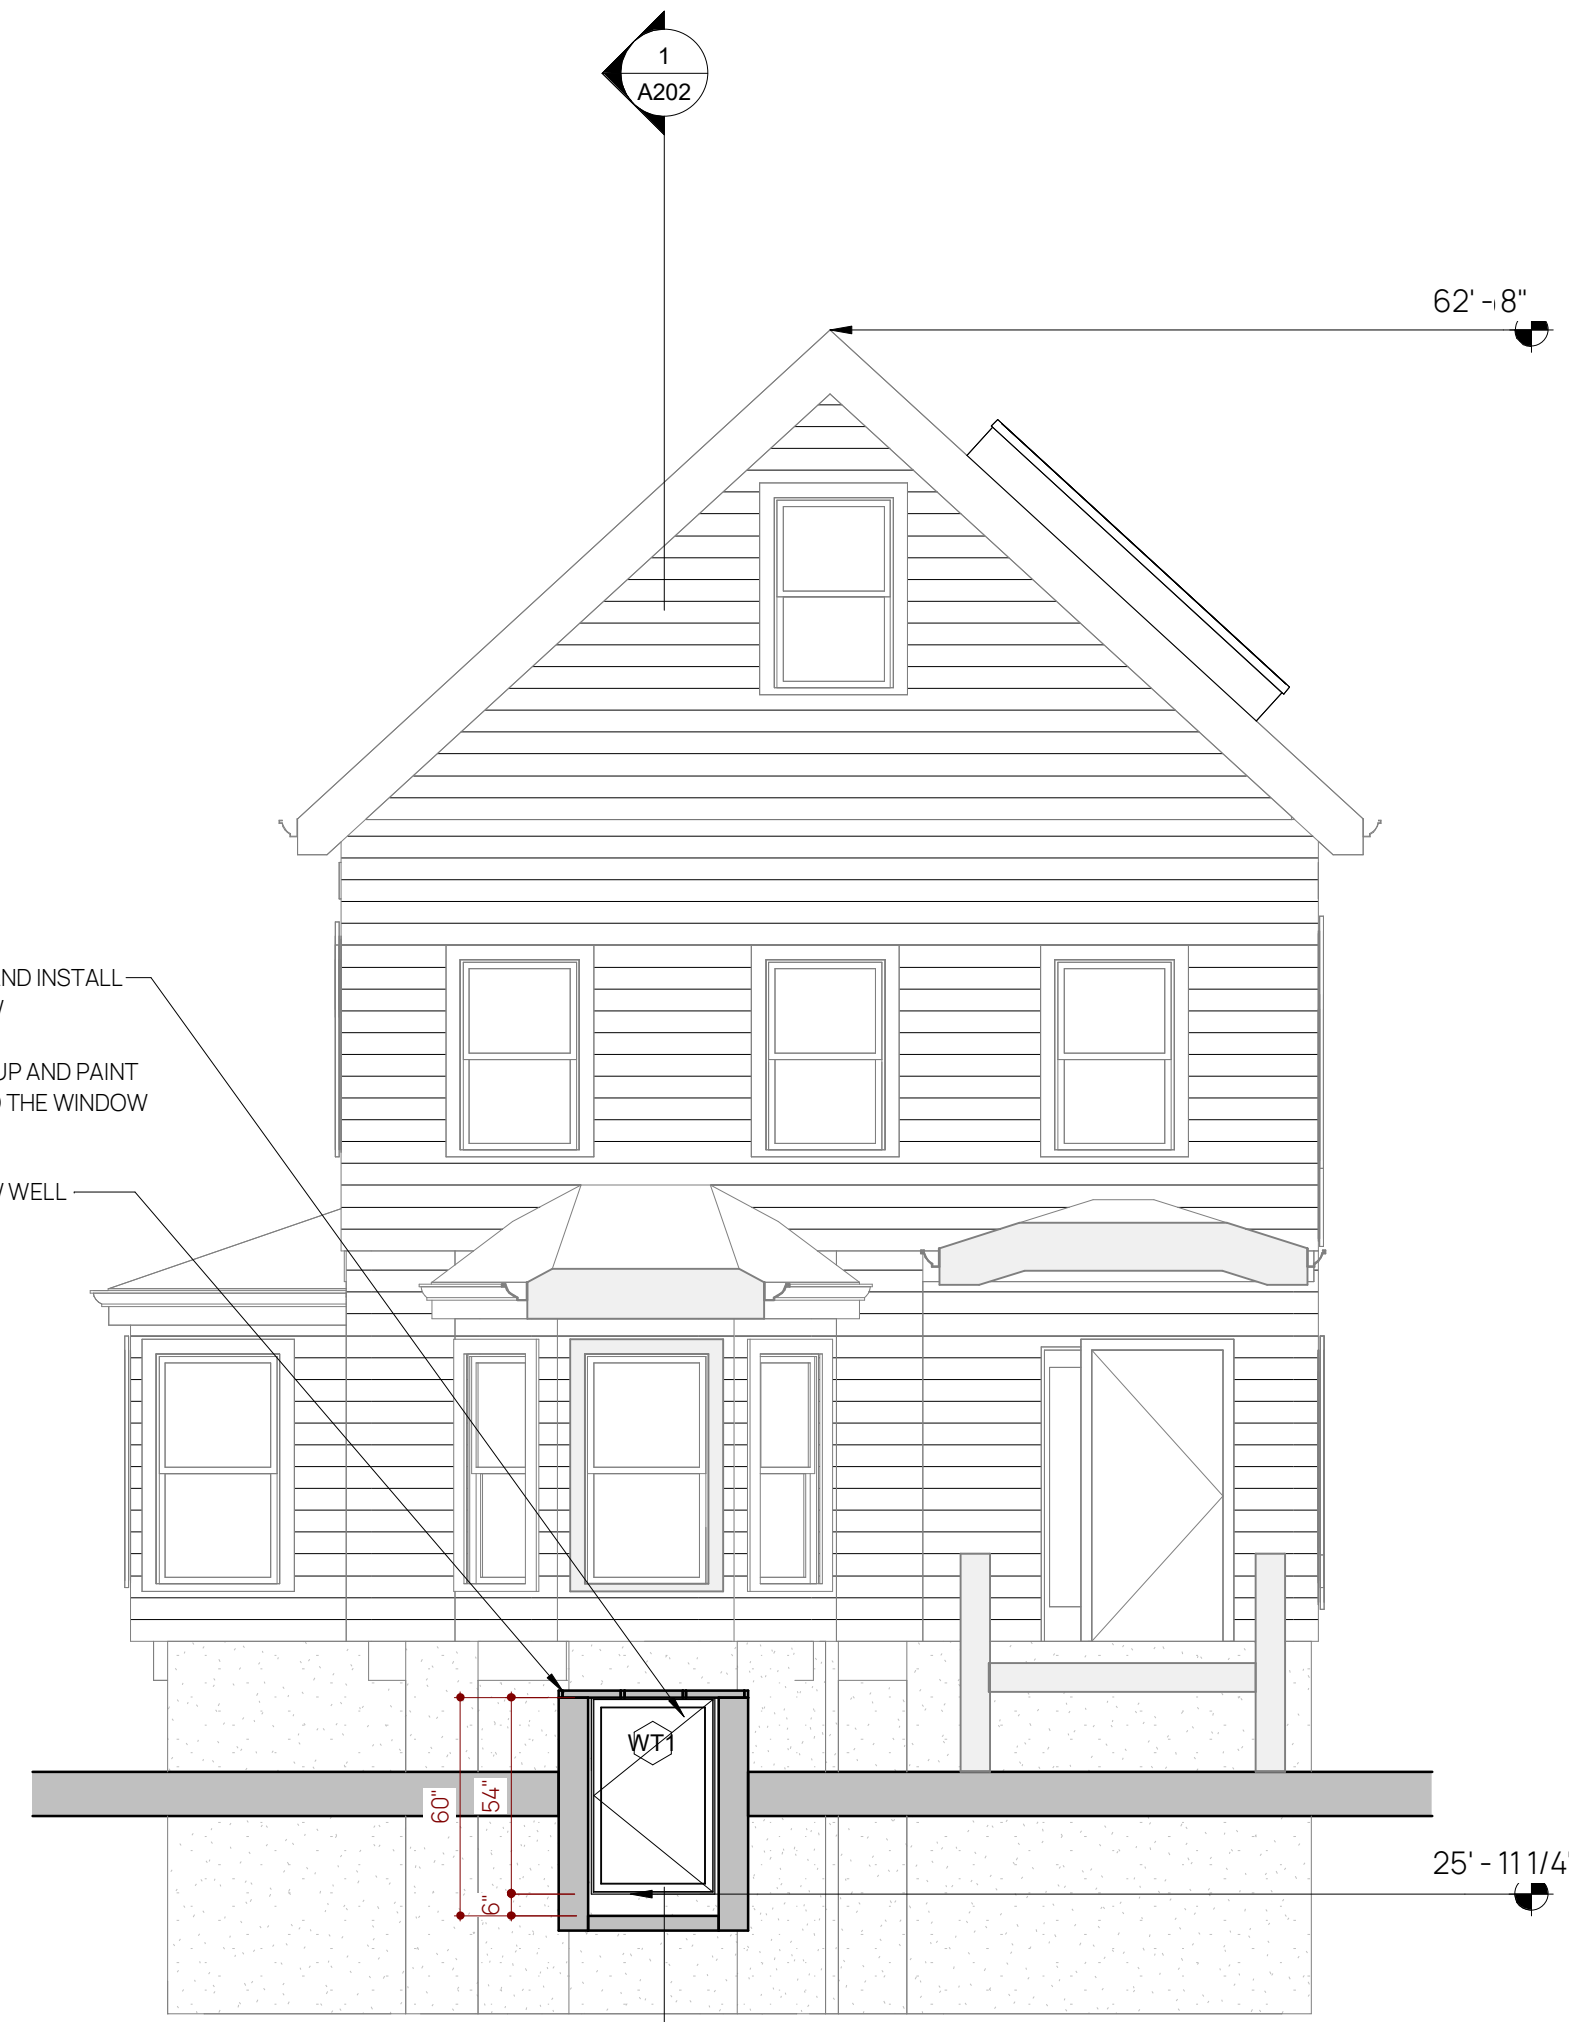 1
A202
62' - 8"
AND INSTALL
UP AND PAINT
THE WINDOW
WELL
WT1
60"
54"
6"
25' - 11 1/4"